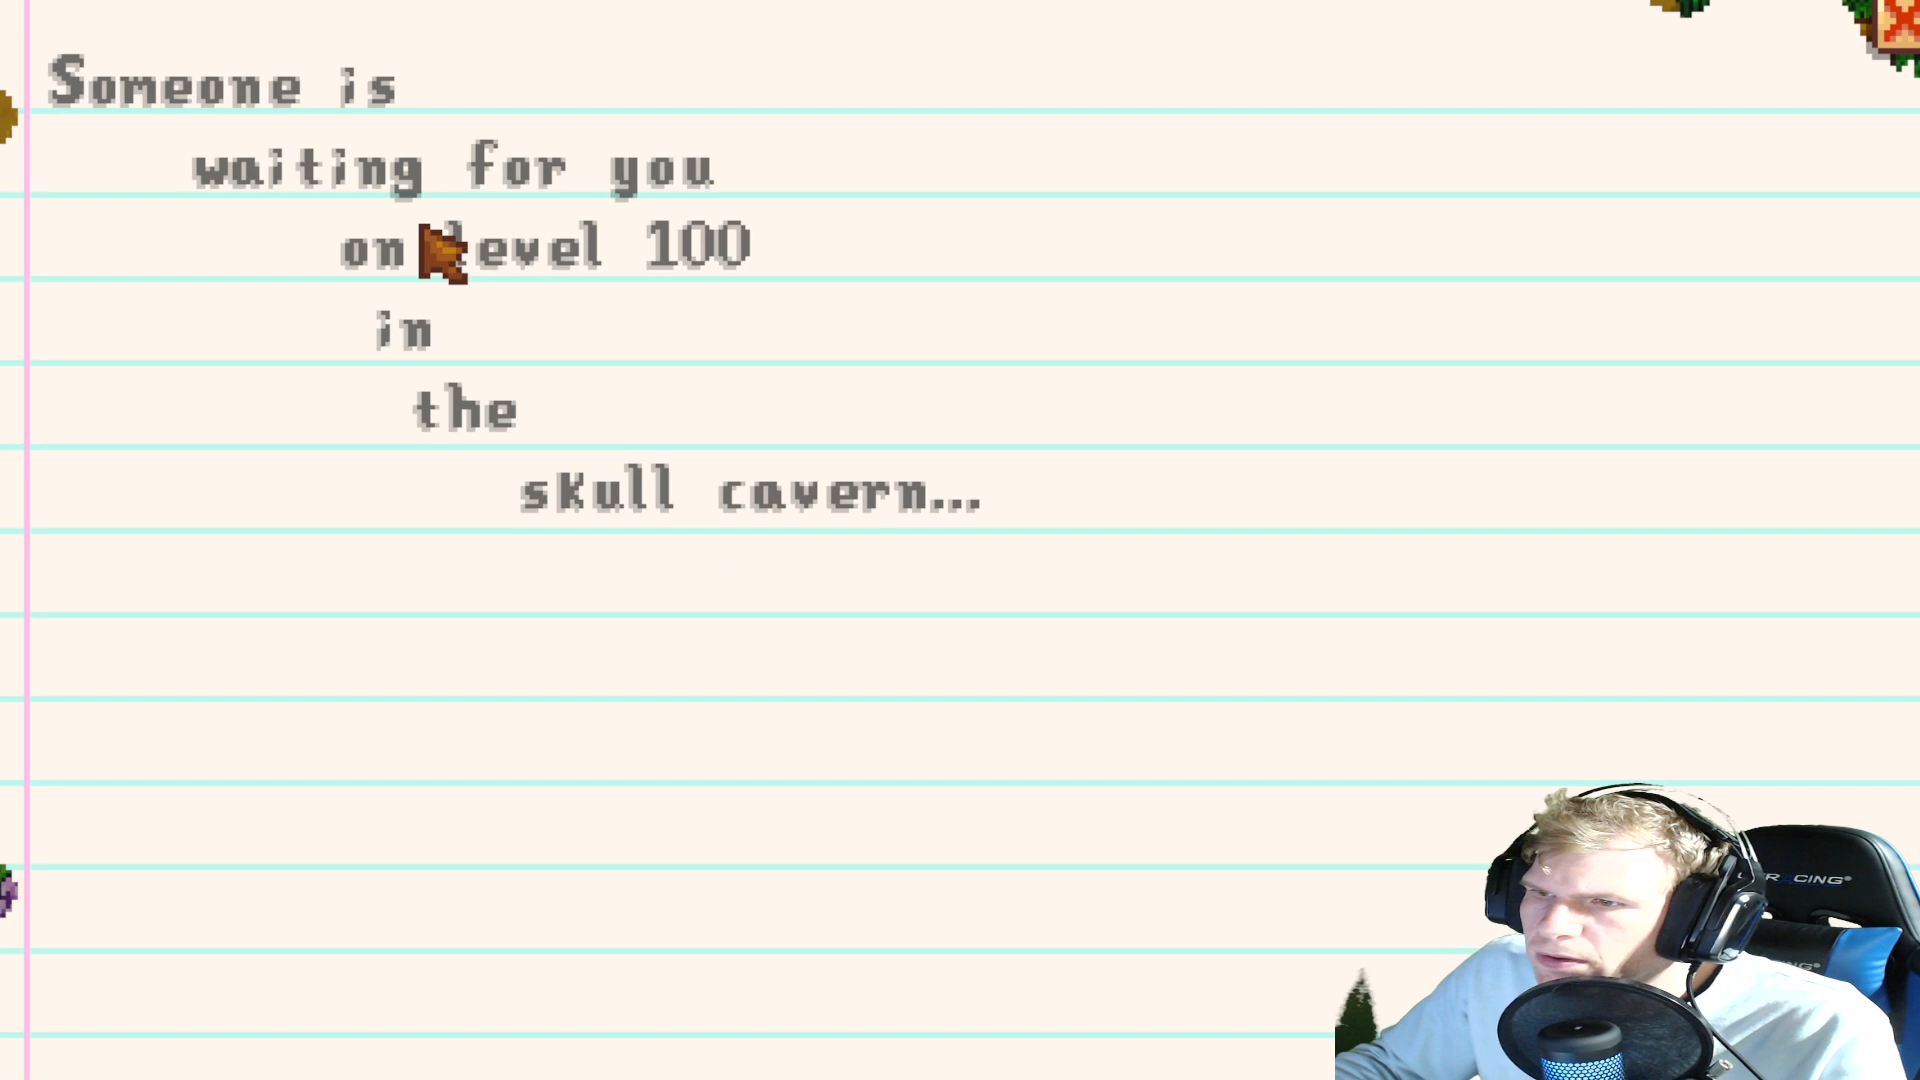 Someone is
waiting for you
on level 100
in
the
skull cavern...